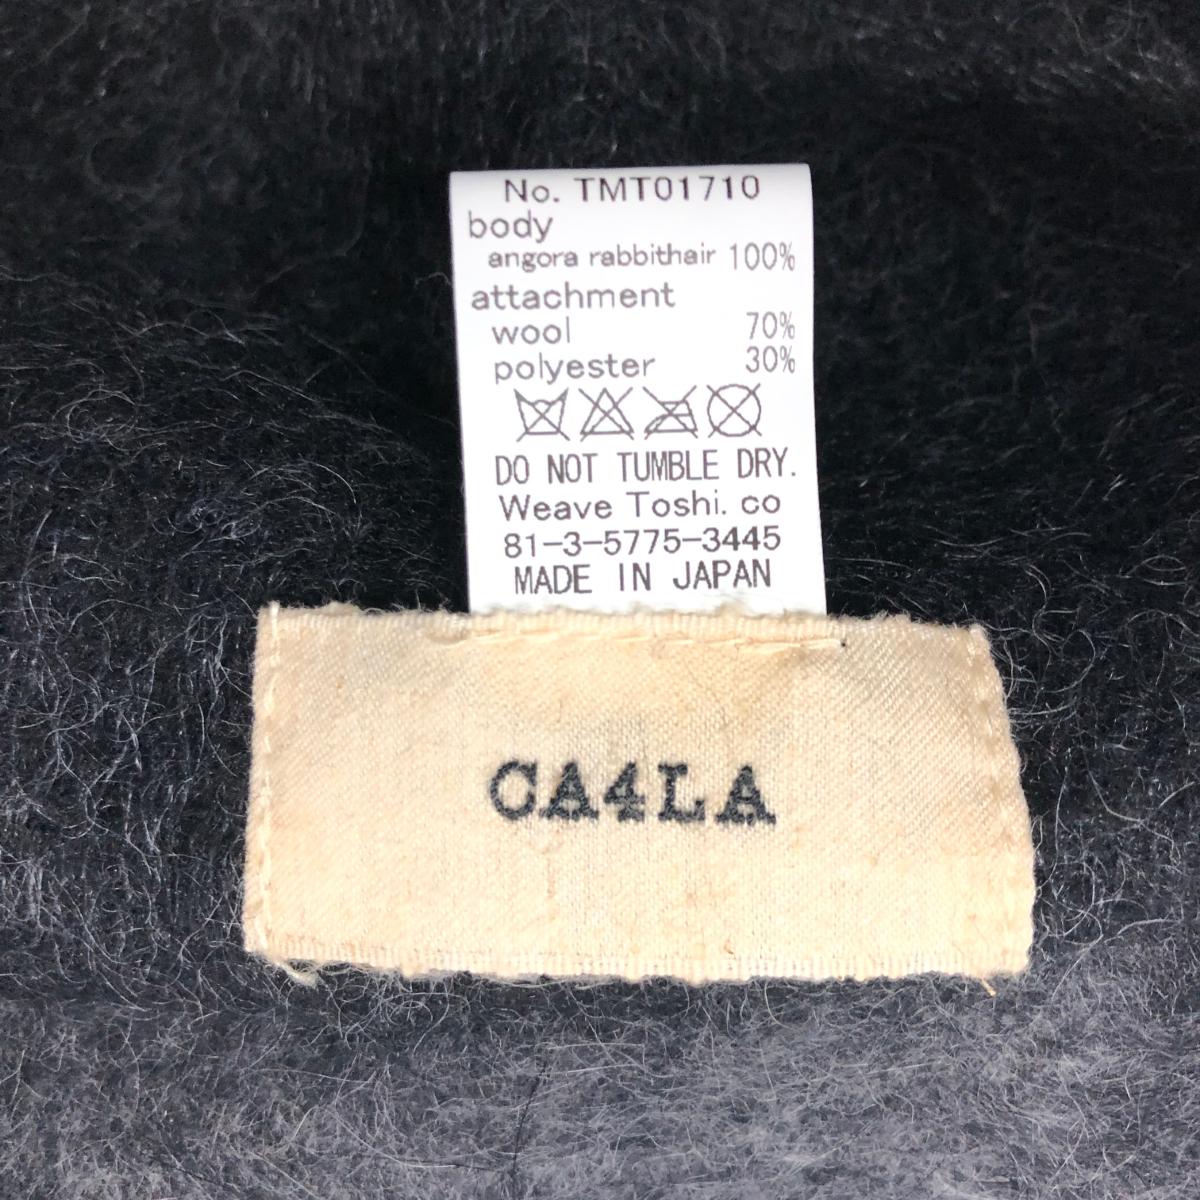 No. TMT01710
body
angora rabbithair 100%
attachment
wool 70%
polyester 30%
DO NOT TUMBLE DRY.
Weave Toshi. co
81-3-5775-3445
MADE IN JAPAN
CA4LA